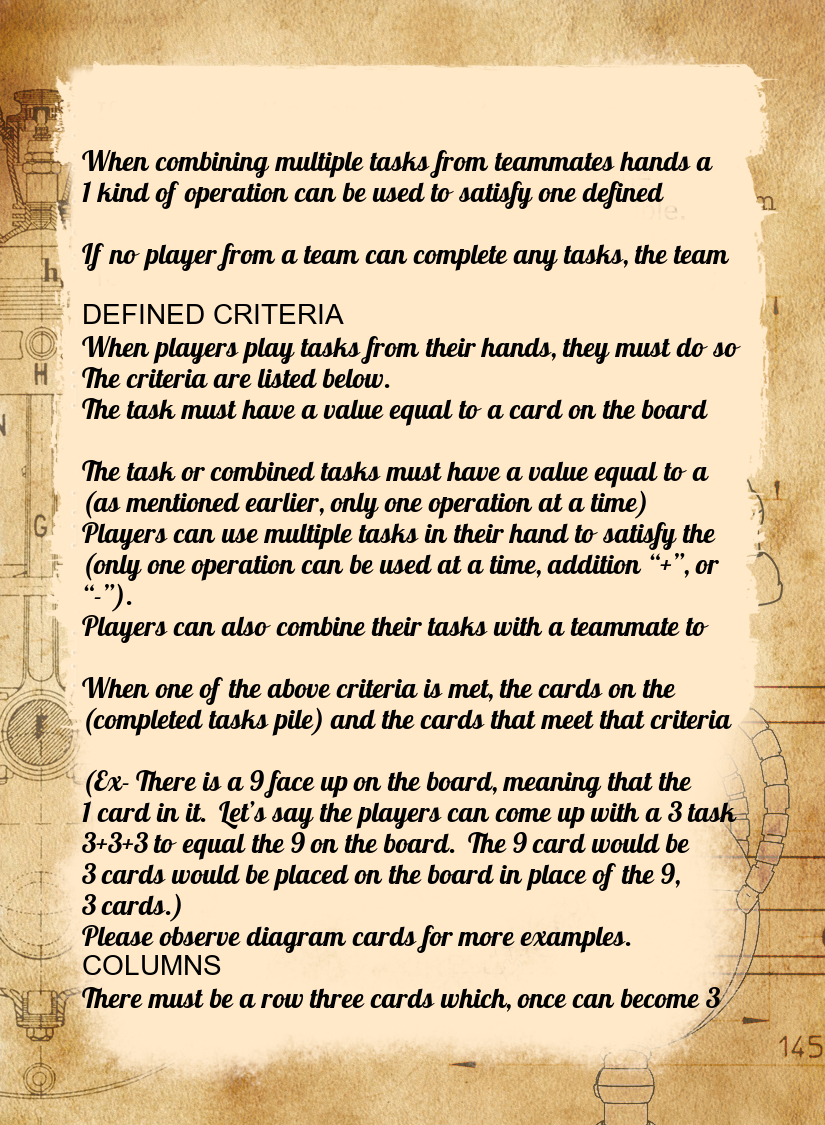 When combining multiple tasks from teammates hands a
1 kind of operation can be used to satisfy one defined
ple.
m
If no player from a team can complete any tasks, the team
h
DEFINED CRITERIA
When players play tasks from their hands, they must do so
The criteria are listed below.
H
The task must have a value equal to a card on the board
N
The task or combined tasks must have a value equal to a
(as mentioned earlier, only one operation at a time)
G
Players can use multiple tasks in their hand to satisfy the
(only one operation can be used at a time, addition “+”, or
“-”).
Players can also combine their tasks with a teammate to
When one of the above criteria is met, the cards on the
(completed tasks pile) and the cards that meet that criteria
F
(Ex- There is a 9 face up on the board, meaning that the
1 card in it. Let’s say the players can come up with a 3 task
3+3+3 to equal the 9 on the board. The 9 card would be
3 cards would be placed on the board in place of the 9,
3 cards.)
Please observe diagram cards for more examples.
COLUMNS
There must be a row three cards which, once can become 3
145